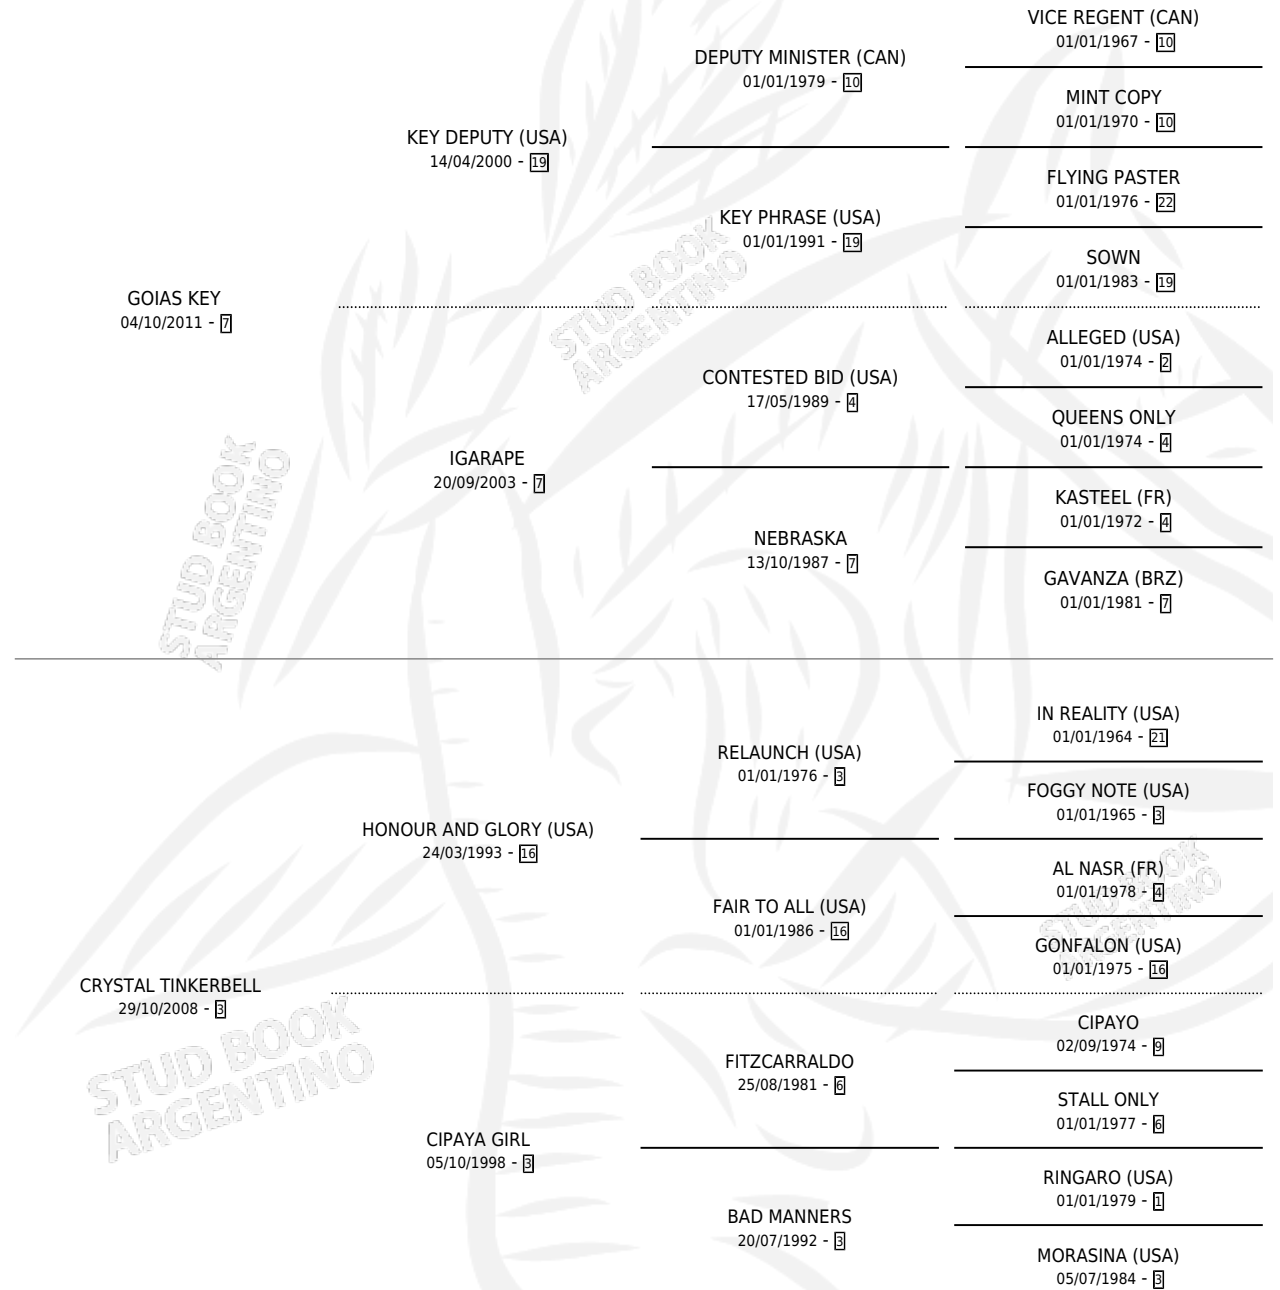 VICE REGENT (CAN)
01/01/1967 - 10
DEPUTY MINISTER (CAN)
01/01/1979 - 10
MINT COPY
01/01/1970 - 10
KEY DEPUTY (USA)
14/04/2000 - 19
FLYING PASTER
01/01/1976 - 22
KEY PHRASE (USA)
01/01/1991 - 19
SOWN
01/01/1983 - 19
GOIAS KEY
04/10/2011 - 7
ALLEGED (USA)
01/01/1974 - 2
CONTESTED BID (USA)
17/05/1989 - 4
QUEENS ONLY
01/01/1974 - 4
IGARAPE
20/09/2003 - 7
KASTEEL (FR)
01/01/1972 - 4
NEBRASKA
13/10/1987 - 7
GAVANZA (BRZ)
01/01/1981 - 7
IN REALITY (USA)
01/01/1964 - 21
RELAUNCH (USA)
01/01/1976 - 3
FOGGY NOTE (USA)
01/01/1965 - 3
HONOUR AND GLORY (USA)
24/03/1993 - 16
AL NASR (FR)
01/01/1978 - 4
FAIR TO ALL (USA)
01/01/1986 - 16
GONFALON (USA)
01/01/1975 - 16
CRYSTAL TINKERBELL
29/10/2008 - 3
CIPAYO
02/09/1974 - 9
FITZCARRALDO
25/08/1981 - 6
STALL ONLY
01/01/1977 - 6
CIPAYA GIRL
05/10/1998 - 3
RINGARO (USA)
01/01/1979 - 1
BAD MANNERS
20/07/1992 - 3
MORASINA (USA)
05/07/1984 - 3
STUD BOOK
ARGENTINO
STUD BOOK
ARGENTINO
STUD BOOK
ARGENTINO
STUD BOOK
ARGENTINO